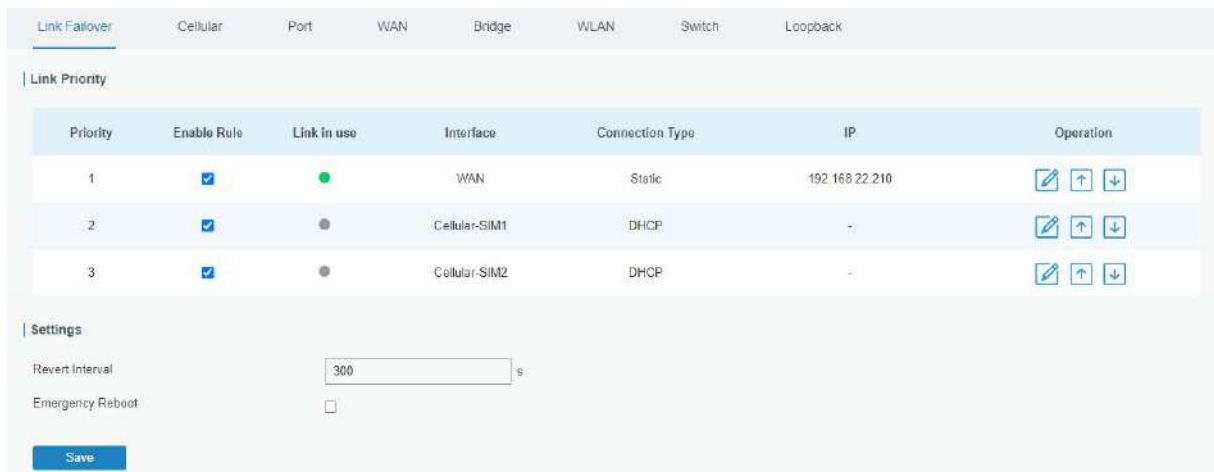 Link Failover Cellular Port WAN Bridge WLAN Switch Loopback
Link Priority
Priority Enable Rule Link in use Interface Connection Type IP Operation
1 WAN Static 192.168.22.210
2 Cellular-SIM1 DHCP -
3 Cellular-SIM2 DHCP -
Settings
Revert Interval 300 s
Emergency Reboot
Save